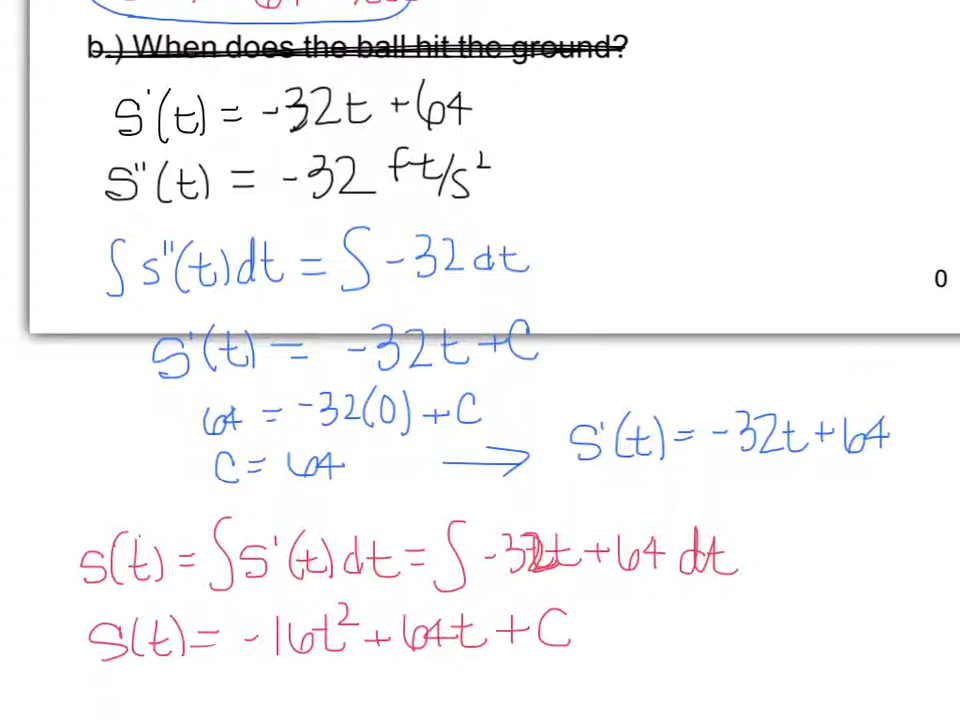 b.) When does the ball hit the ground?
S'(t) = -32t + 64
S''(t) = -32 ft/s²
∫ s''(t) dt = ∫ -32 dt
0
S'(t) = -32t + C
64 = -32(0) + C
C = 64 → S'(t) = -32t + 64
s(t) = ∫ s'(t) dt = ∫ -32t + 64 dt
S(t) = -16t² + 64t + C